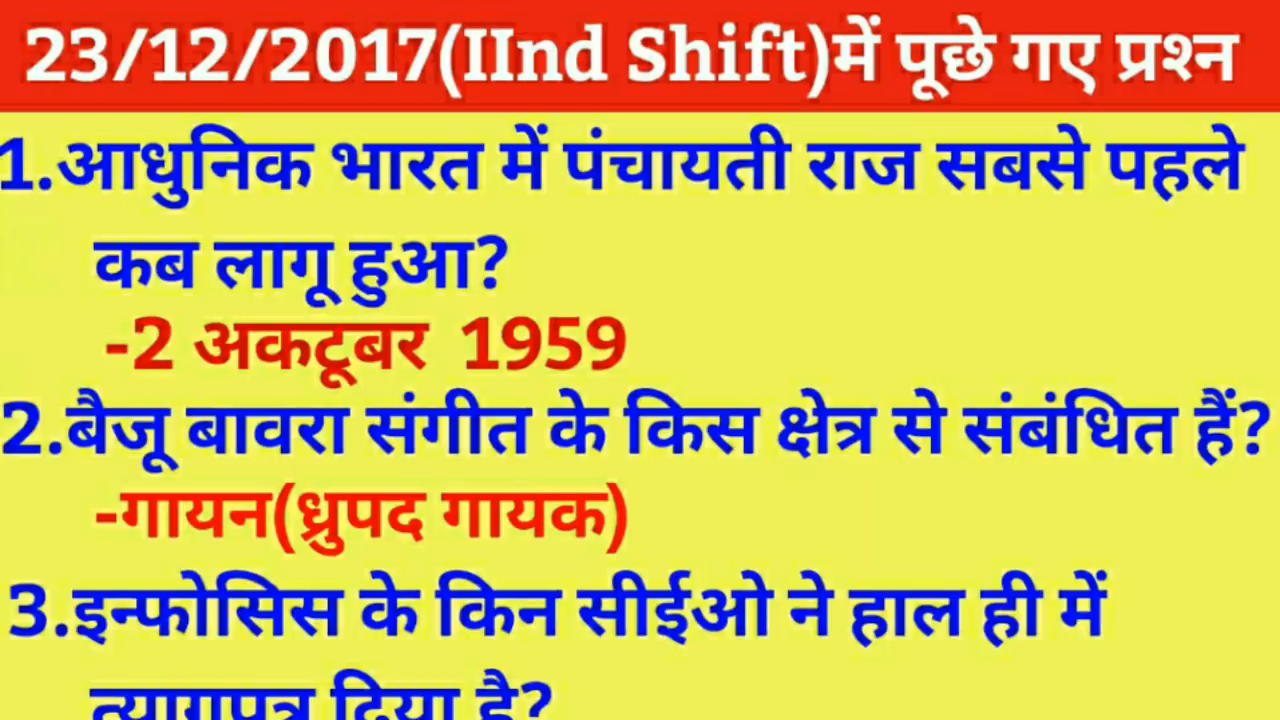 23/12/2017(IInd Shift)में पूछे गए प्रश्न
1.आधुनिक भारत में पंचायती राज सबसे पहले
कब लागू हुआ?
-2 अकटूबर 1959
2.बैजू बावरा संगीत के किस क्षेत्र से संबंधित हैं?
-गायन(ध्रुपद गायक)
3.इन्फोसिस के किन सीईओ ने हाल ही में
त्यागपत्र दिया है?